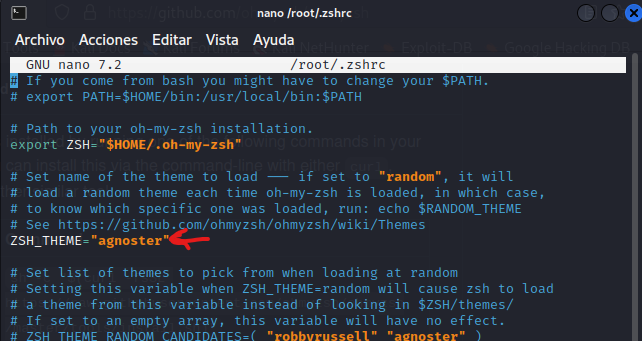 nano /root/.zshrc
Archivo Acciones Editar Vista Ayuda
GNU nano 7.2 /root/.zshrc
# If you come from bash you might have to change your $PATH.
# export PATH=$HOME/bin:/usr/local/bin:$PATH
# Path to your oh-my-zsh installation.
export ZSH="$HOME/.oh-my-zsh"
# Set name of the theme to load --- if set to "random", it will
# load a random theme each time oh-my-zsh is loaded, in which case,
# to know which specific one was loaded, run: echo $RANDOM_THEME
# See https://github.com/ohmyzsh/ohmyzsh/wiki/Themes
ZSH_THEME="agnoster"
# Set list of themes to pick from when loading at random
# Setting this variable when ZSH_THEME=random will cause zsh to load
# a theme from this variable instead of looking in $ZSH/themes/
# If set to an empty array, this variable will have no effect.
# ZSH_THEME_RANDOM_CANDIDATES=( "robbyrussell" "agnoster" )